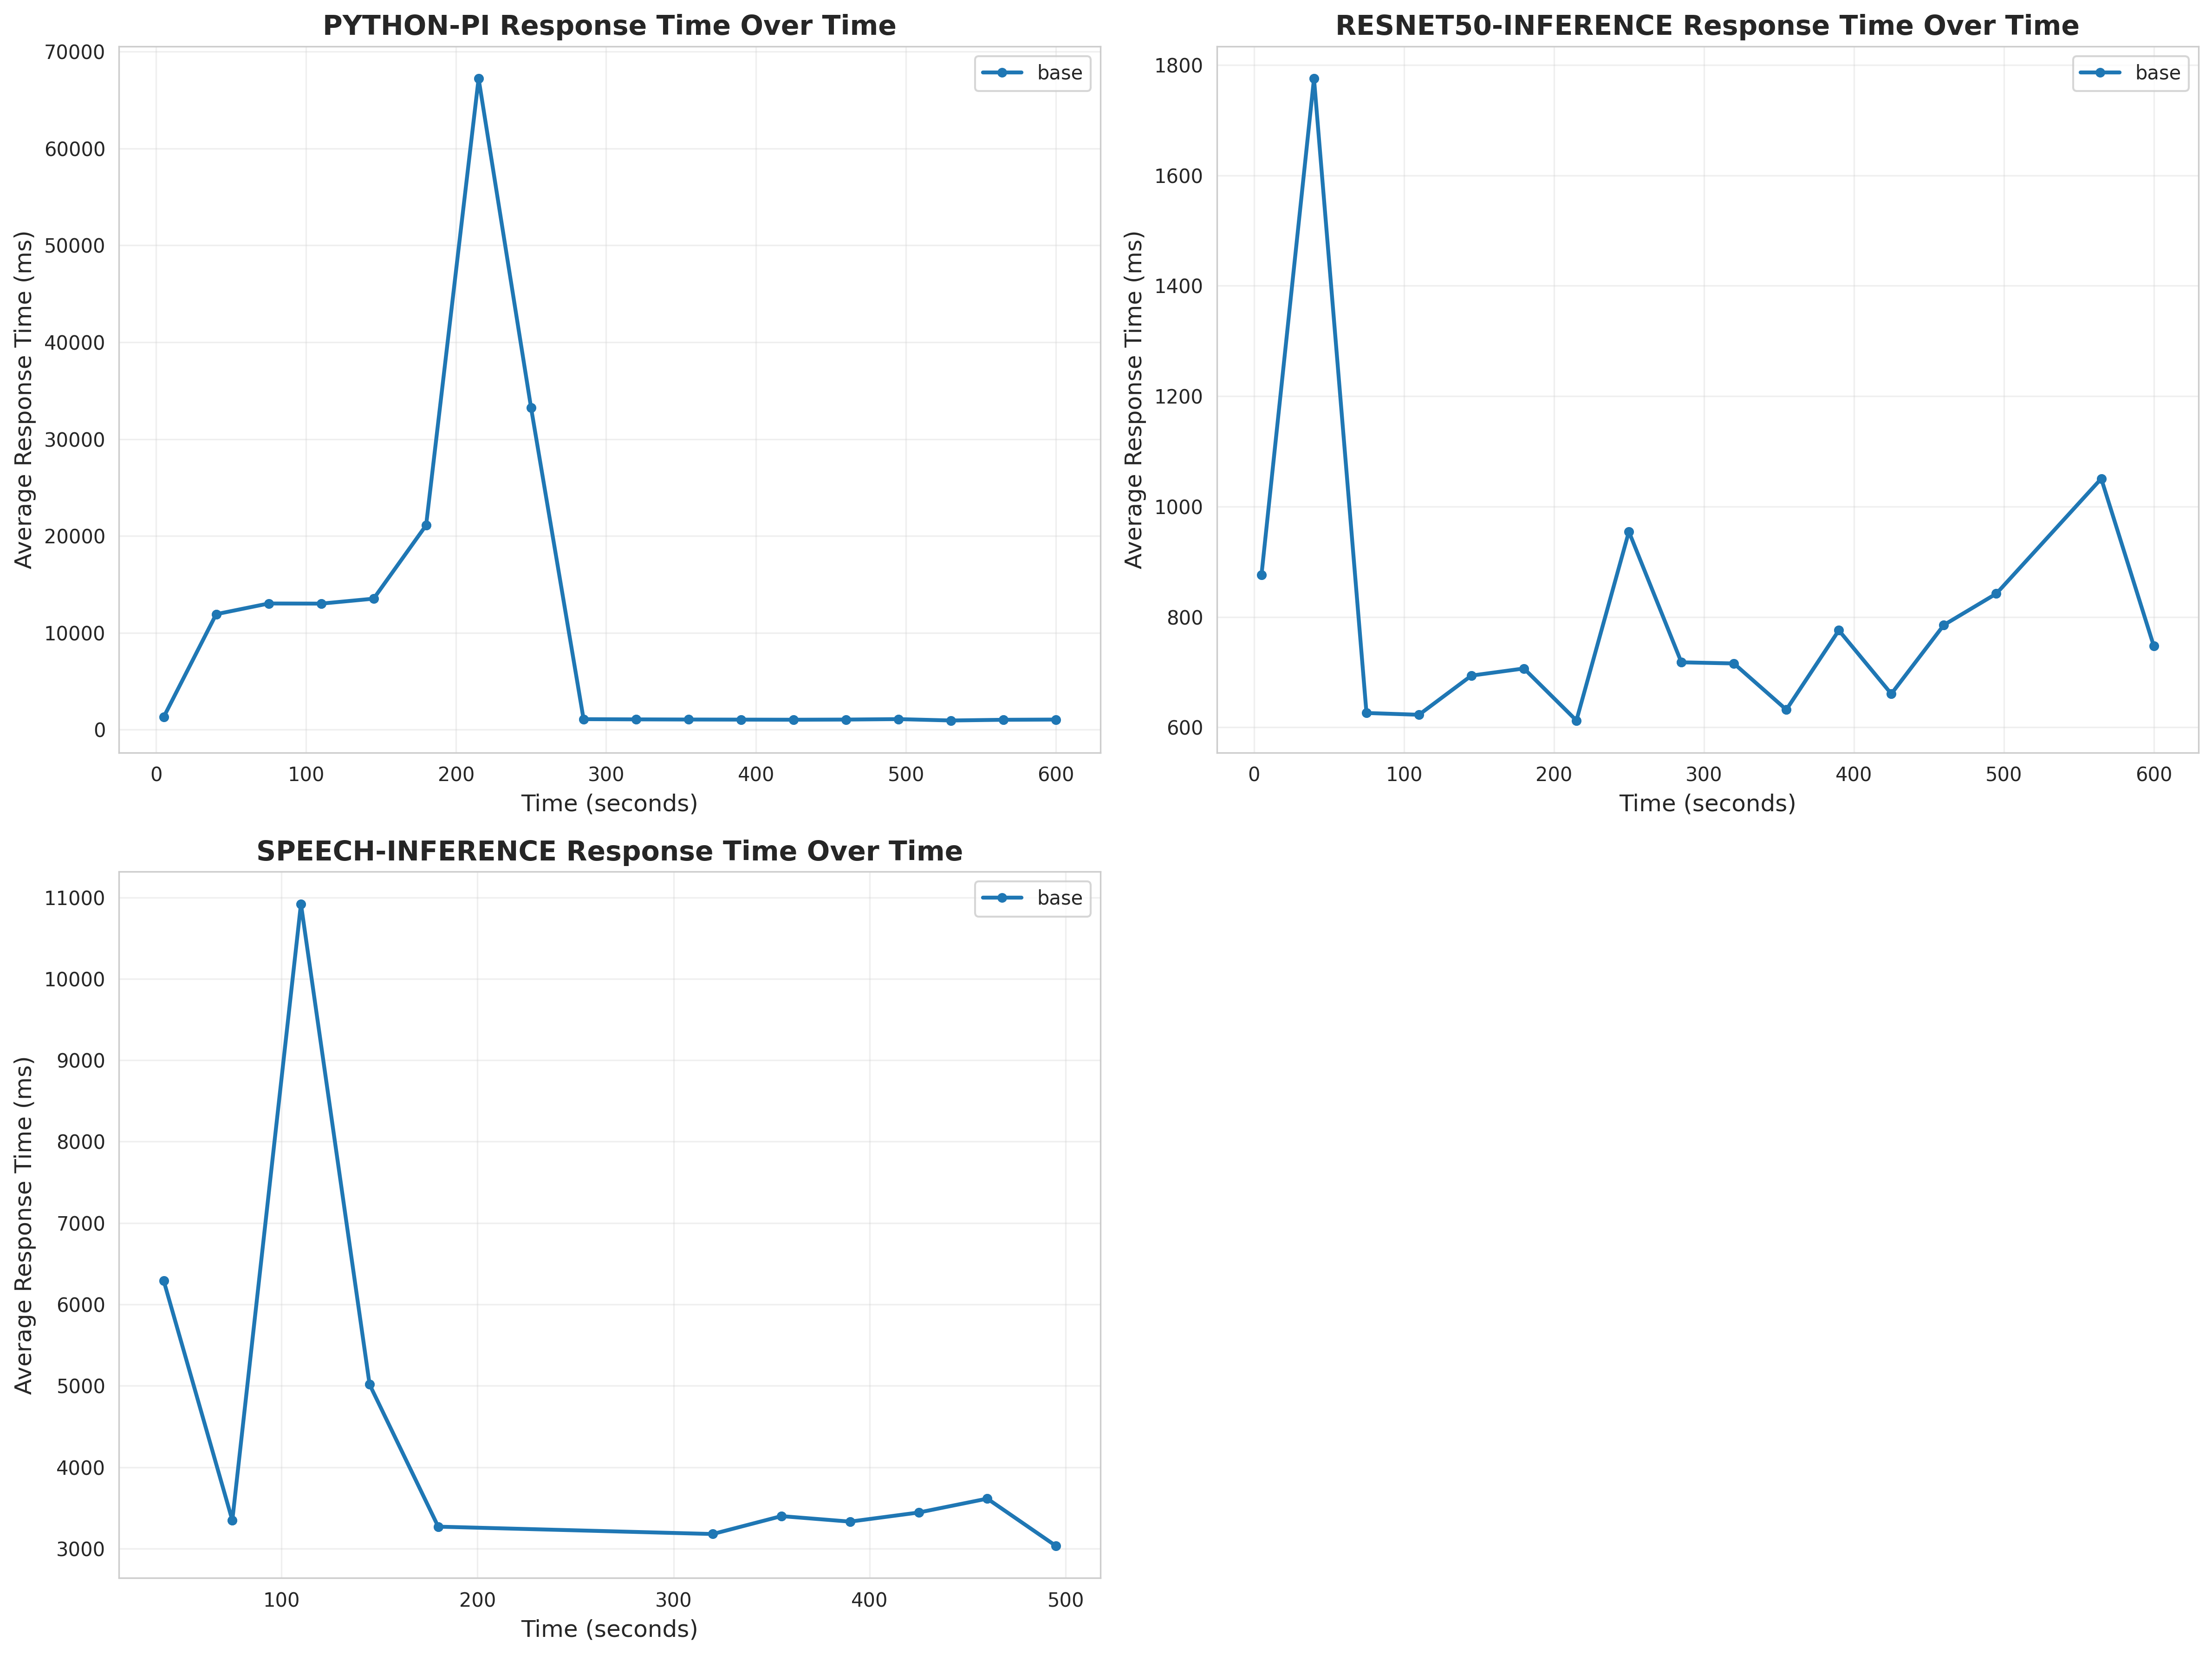 PYTHON-PI Response Time Over Time
base
Average Response Time (ms)
70000
60000
50000
40000
30000
20000
10000
0
0 100 200 300 400 500 600
Time (seconds)
RESNET50-INFERENCE Response Time Over Time
base
Average Response Time (ms)
1800
1600
1400
1200
1000
800
600
0 100 200 300 400 500 600
Time (seconds)
SPEECH-INFERENCE Response Time Over Time
base
Average Response Time (ms)
11000
10000
9000
8000
7000
6000
5000
4000
3000
100 200 300 400 500
Time (seconds)